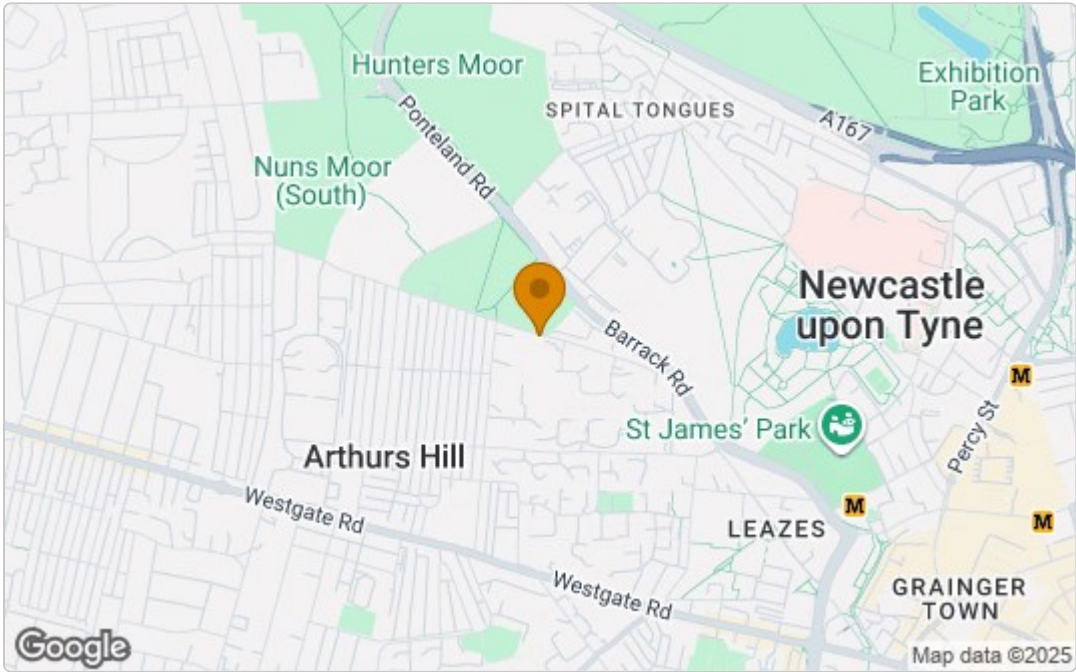 Hunters Moor
Exhibition
Park
SPITAL TONGUES
Ponteland Rd
A167
Nuns Moor
(South)
Newcastle
upon Tyne
Barrack Rd
M
St James' Park
Percy St
Arthurs Hill
Westgate Rd
M
M
LEAZES
Westgate Rd
GRAINGER
TOWN
Google
Map data ©2025